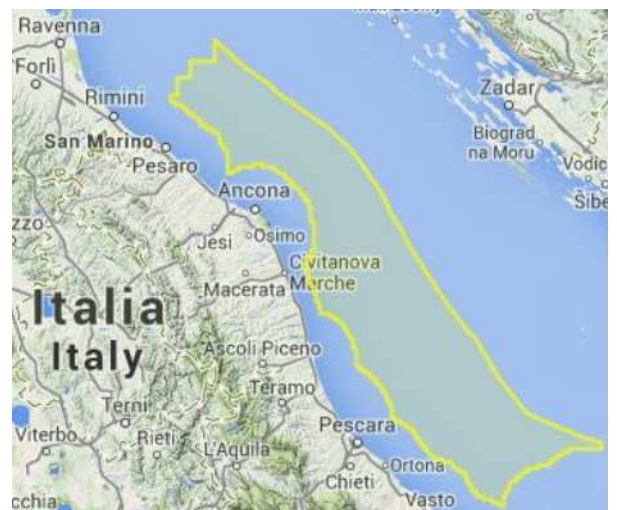 Ravenna
Forlì
Rimini
San Marino
Pesaro
Zadar
Biograd
na Moru
Vodic
Šibe
Ancona
Jesi
Osimo
zzo
Civitanova
Marche
Macerata
Italia
Italy
Ascoli Piceno
Teramo
Terni
Viterbo
Rieti
L'Aquila
Pescara
Chieti
Ortona
Vasto
cchia